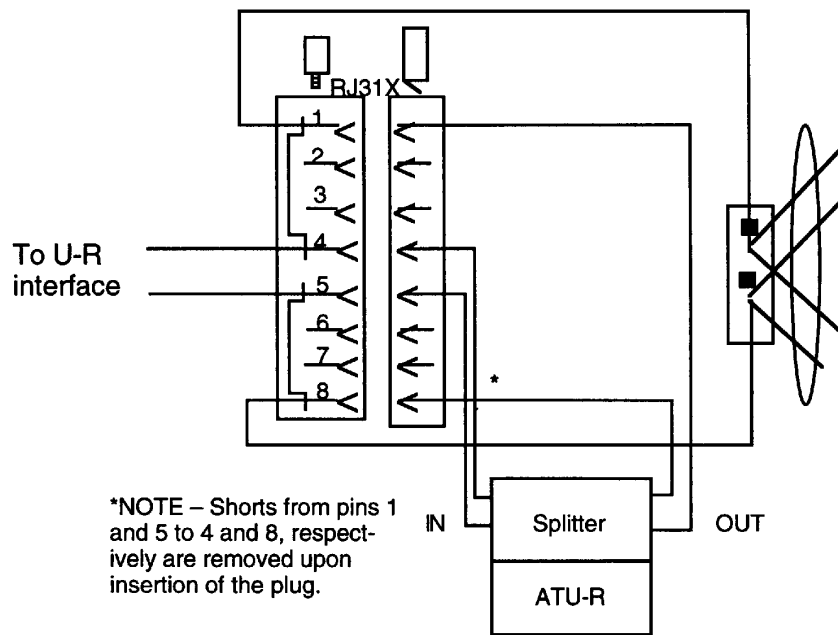 RJ31X
1
2
3
4
5
6
7
8
To U-R
interface
*
*NOTE – Shorts from pins 1
and 5 to 4 and 8, respect-
ively are removed upon
insertion of the plug.
IN
Splitter
OUT
ATU-R